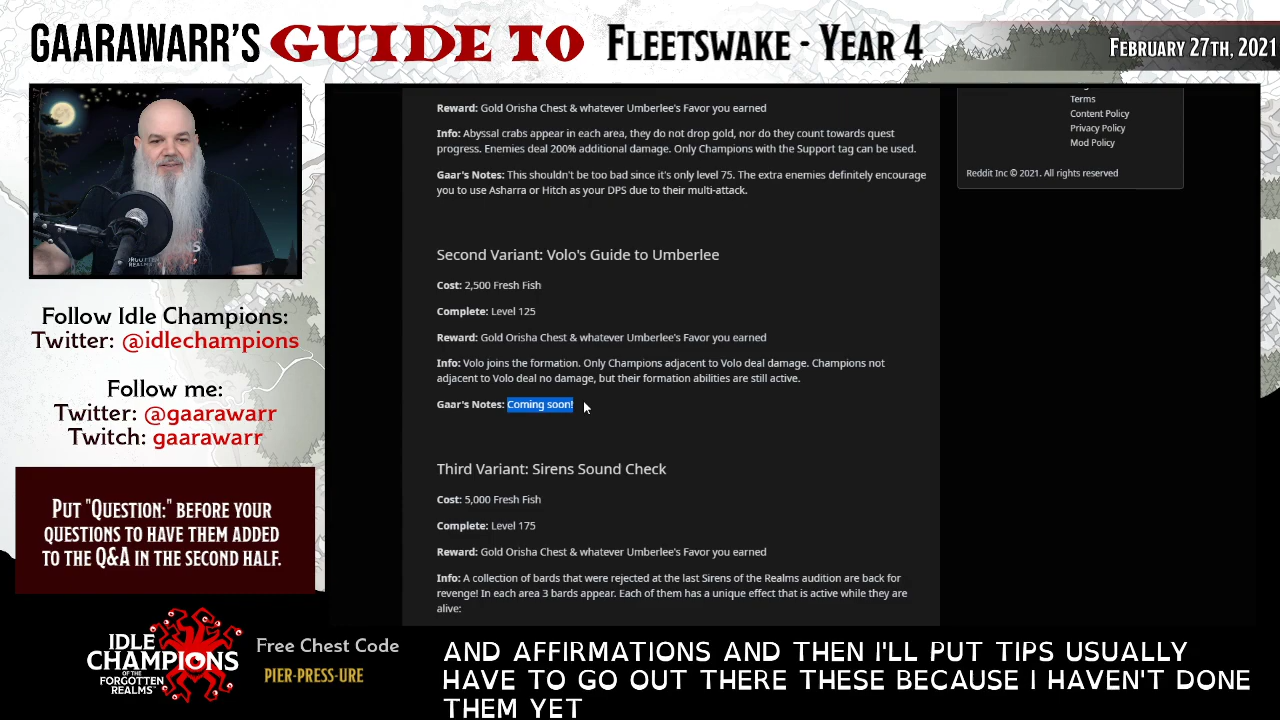 GAARAWARR'S GUIDE TO FLEETSWAKE - YEAR 4
FEBRUARY 27TH, 2021
Follow Idle Champions:
Twitter: @idlechampions
Follow me:
Twitter: @gaarawarr
Twitch: gaarawarr
PUT "QUESTION:" BEFORE YOUR
QUESTIONS TO HAVE THEM ADDED
TO THE Q&A IN THE SECOND HALF.
IDLE
CHAMPIONS
OF THE
FORGOTTEN
REALMS
Free Chest Code
PIER-PRESS-URE
Reward: Gold Orisha Chest & whatever Umberlee's Favor you earned
Info: Abyssal crabs appear in each area, they do not drop gold, nor do they count towards quest
progress. Enemies deal 200% additional damage. Only Champions with the Support tag can be used.
Gaar's Notes: This shouldn't be too bad since it's only level 75. The extra enemies definitely encourage
you to use Asharra or Hitch as your DPS due to their multi-attack.
Second Variant: Volo's Guide to Umberlee
Cost: 2,500 Fresh Fish
Complete: Level 125
Reward: Gold Orisha Chest & whatever Umberlee's Favor you earned
Info: Volo joins the formation. Only Champions adjacent to Volo deal damage. Champions not
adjacent to Volo deal no damage, but their formation abilities are still active.
Gaar's Notes: Coming soon!
Third Variant: Sirens Sound Check
Cost: 5,000 Fresh Fish
Complete: Level 175
Reward: Gold Orisha Chest & whatever Umberlee's Favor you earned
Info: A collection of bards that were rejected at the last Sirens of the Realms audition are back for
revenge! In each area 3 bards appear. Each of them has a unique effect that is active while they are
alive:
Terms
Content Policy
Privacy Policy
Mod Policy
Reddit Inc © 2021. All rights reserved
AND AFFIRMATIONS AND THEN I'LL PUT TIPS USUALLY
HAVE TO GO OUT THERE THESE BECAUSE I HAVEN'T DONE
THEM YET